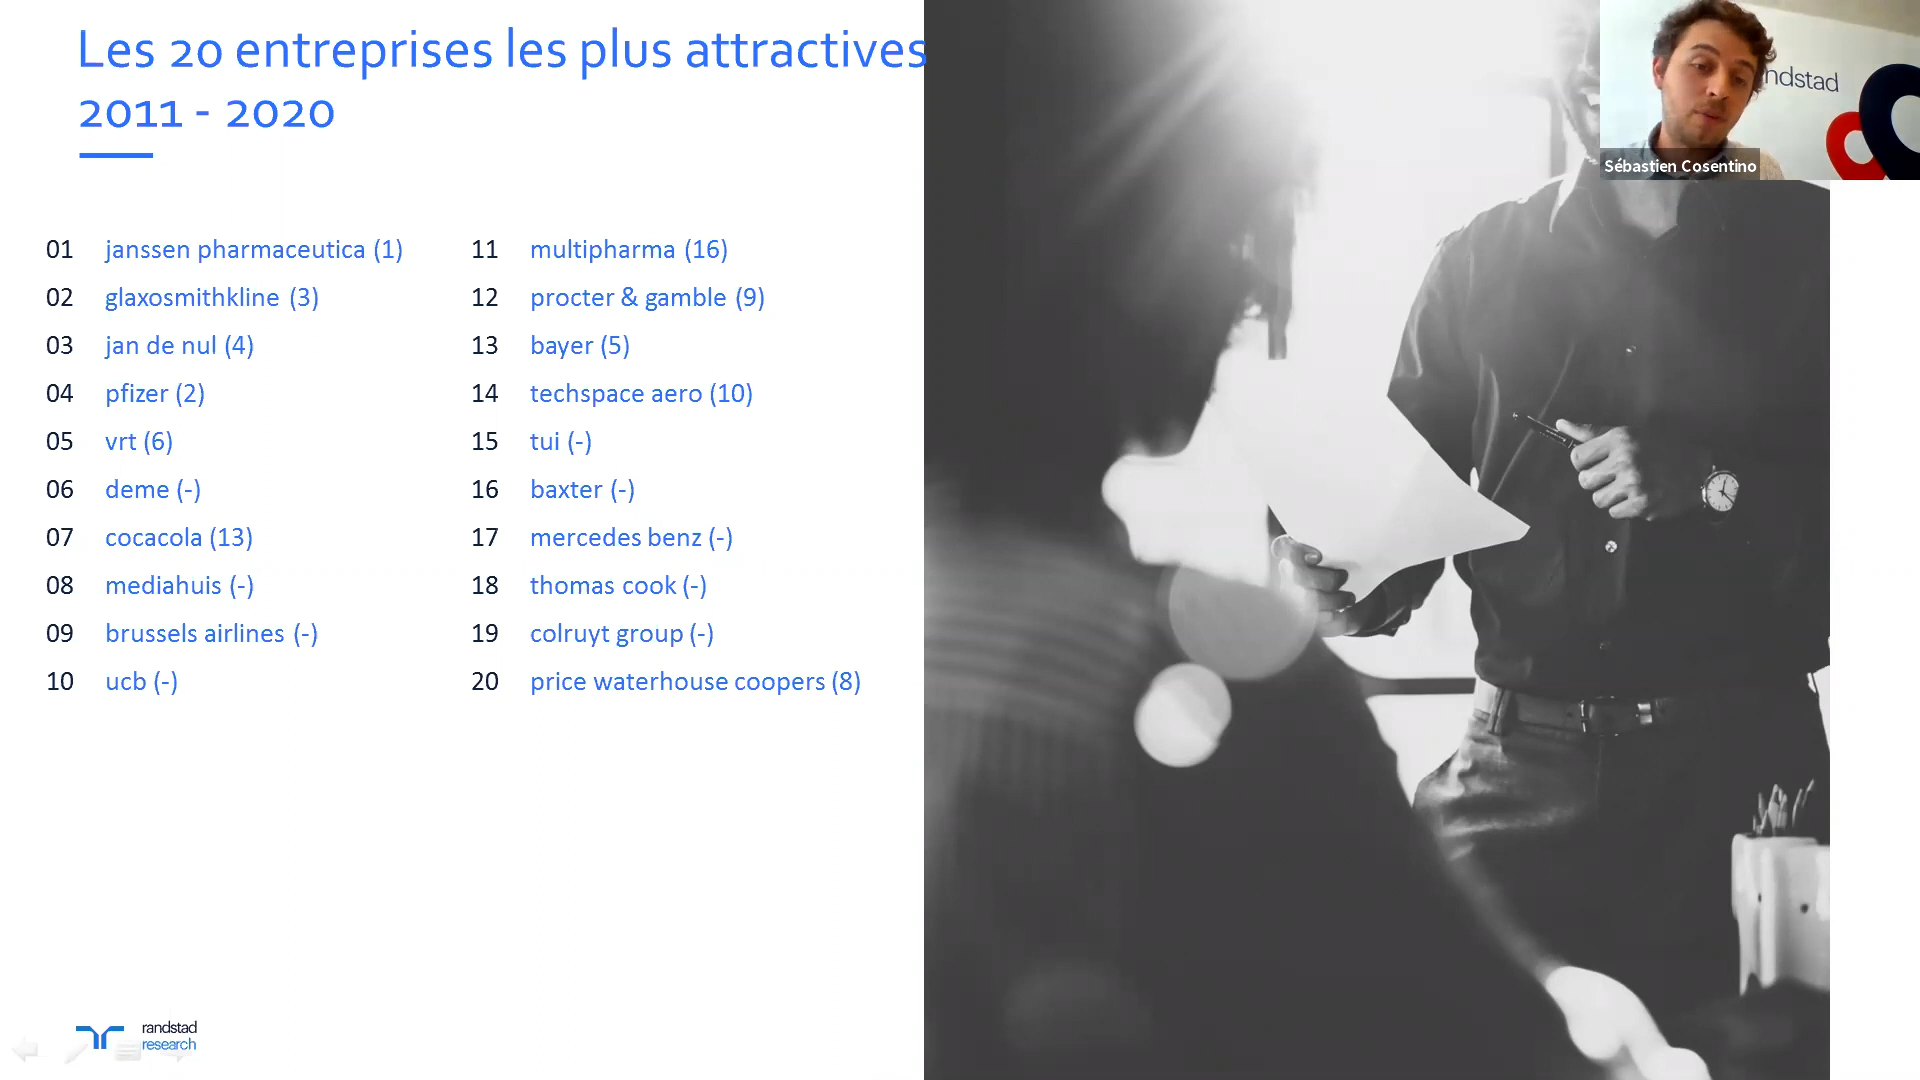 Les 20 entreprises les plus attractives
2011 - 2020
01 janssen pharmaceutica (1)
02 glaxosmithkline (3)
03 jan de nul (4)
04 pfizer (2)
05 vrt (6)
06 deme (-)
07 cocacola (13)
08 mediahuis (-)
09 brussels airlines (-)
10 ucb (-)
11 multipharma (16)
12 procter & gamble (9)
13 bayer (5)
14 techspace aero (10)
15 tui (-)
16 baxter (-)
17 mercedes benz (-)
18 thomas cook (-)
19 colruyt group (-)
20 price waterhouse coopers (8)
ndstad
Sébastien Cosentino
randstad
research